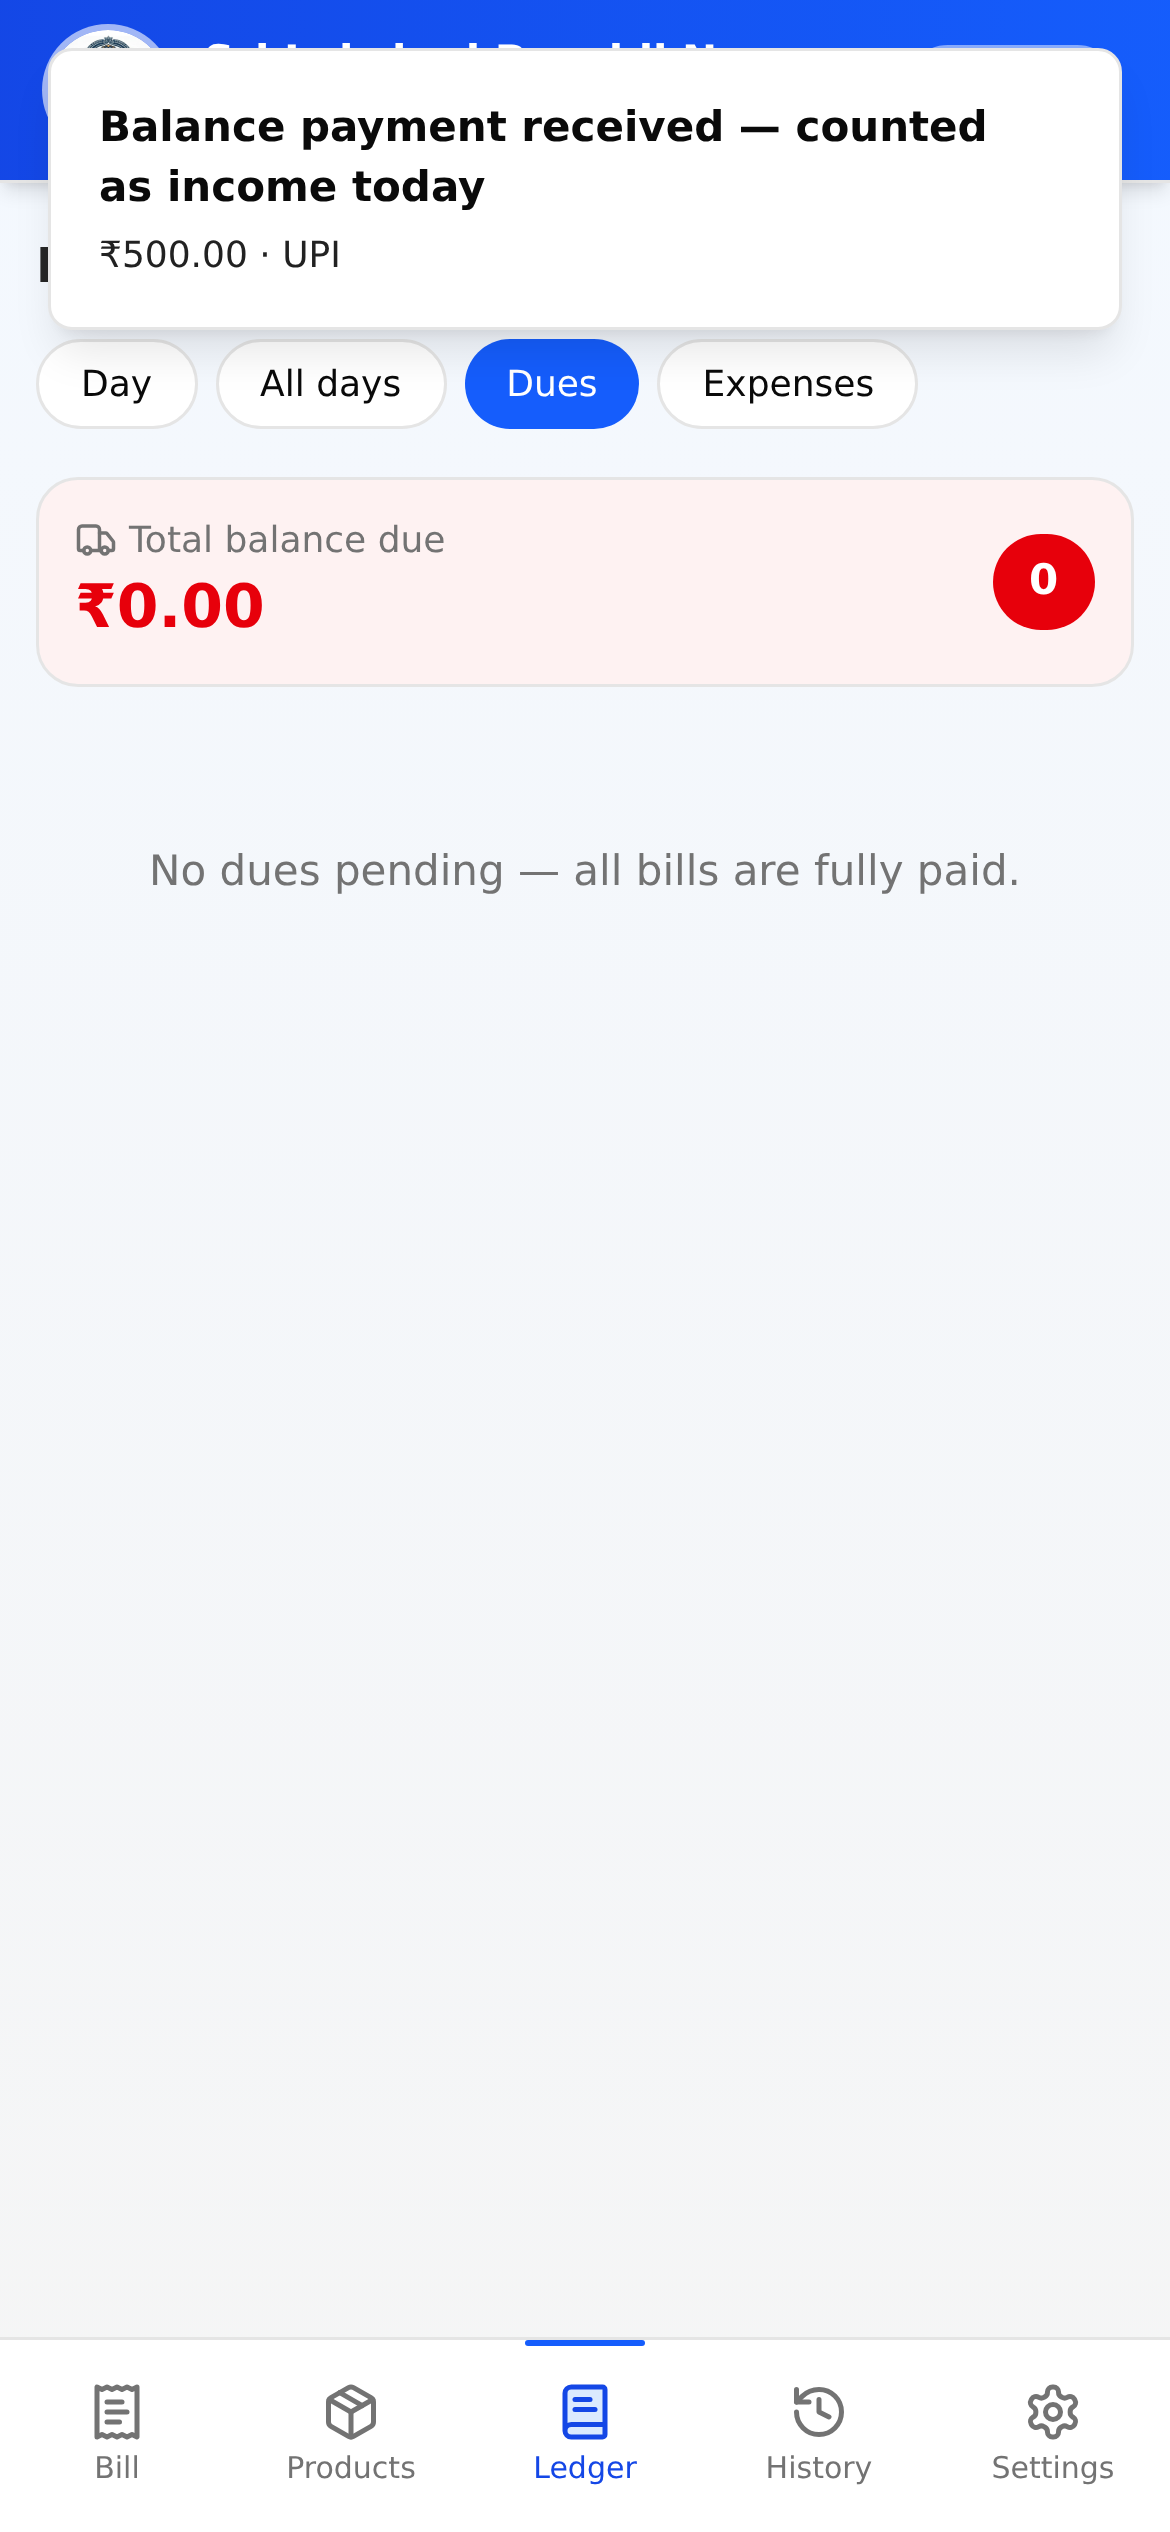 Balance payment received — counted
as income today
₹500.00 · UPI
Day
All days
Dues
Expenses
Total balance due
₹0.00
0
No dues pending — all bills are fully paid.
Bill
Products
Ledger
History
Settings